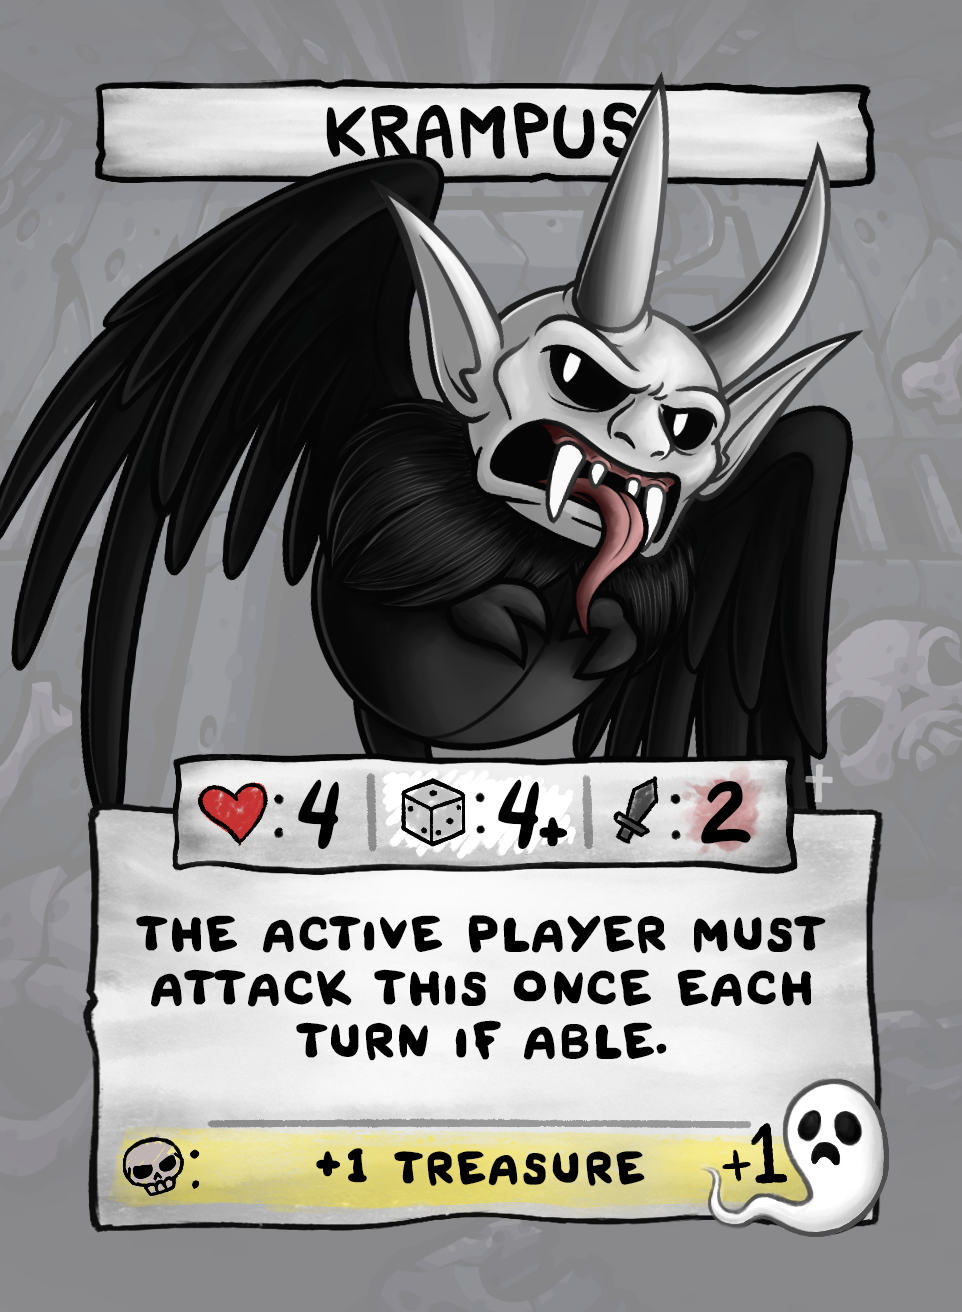 KRAMPUS
: 4 : 4+ : 2
THE ACTIVE PLAYER MUST
ATTACK THIS ONCE EACH
TURN IF ABLE.
: +1 TREASURE +1